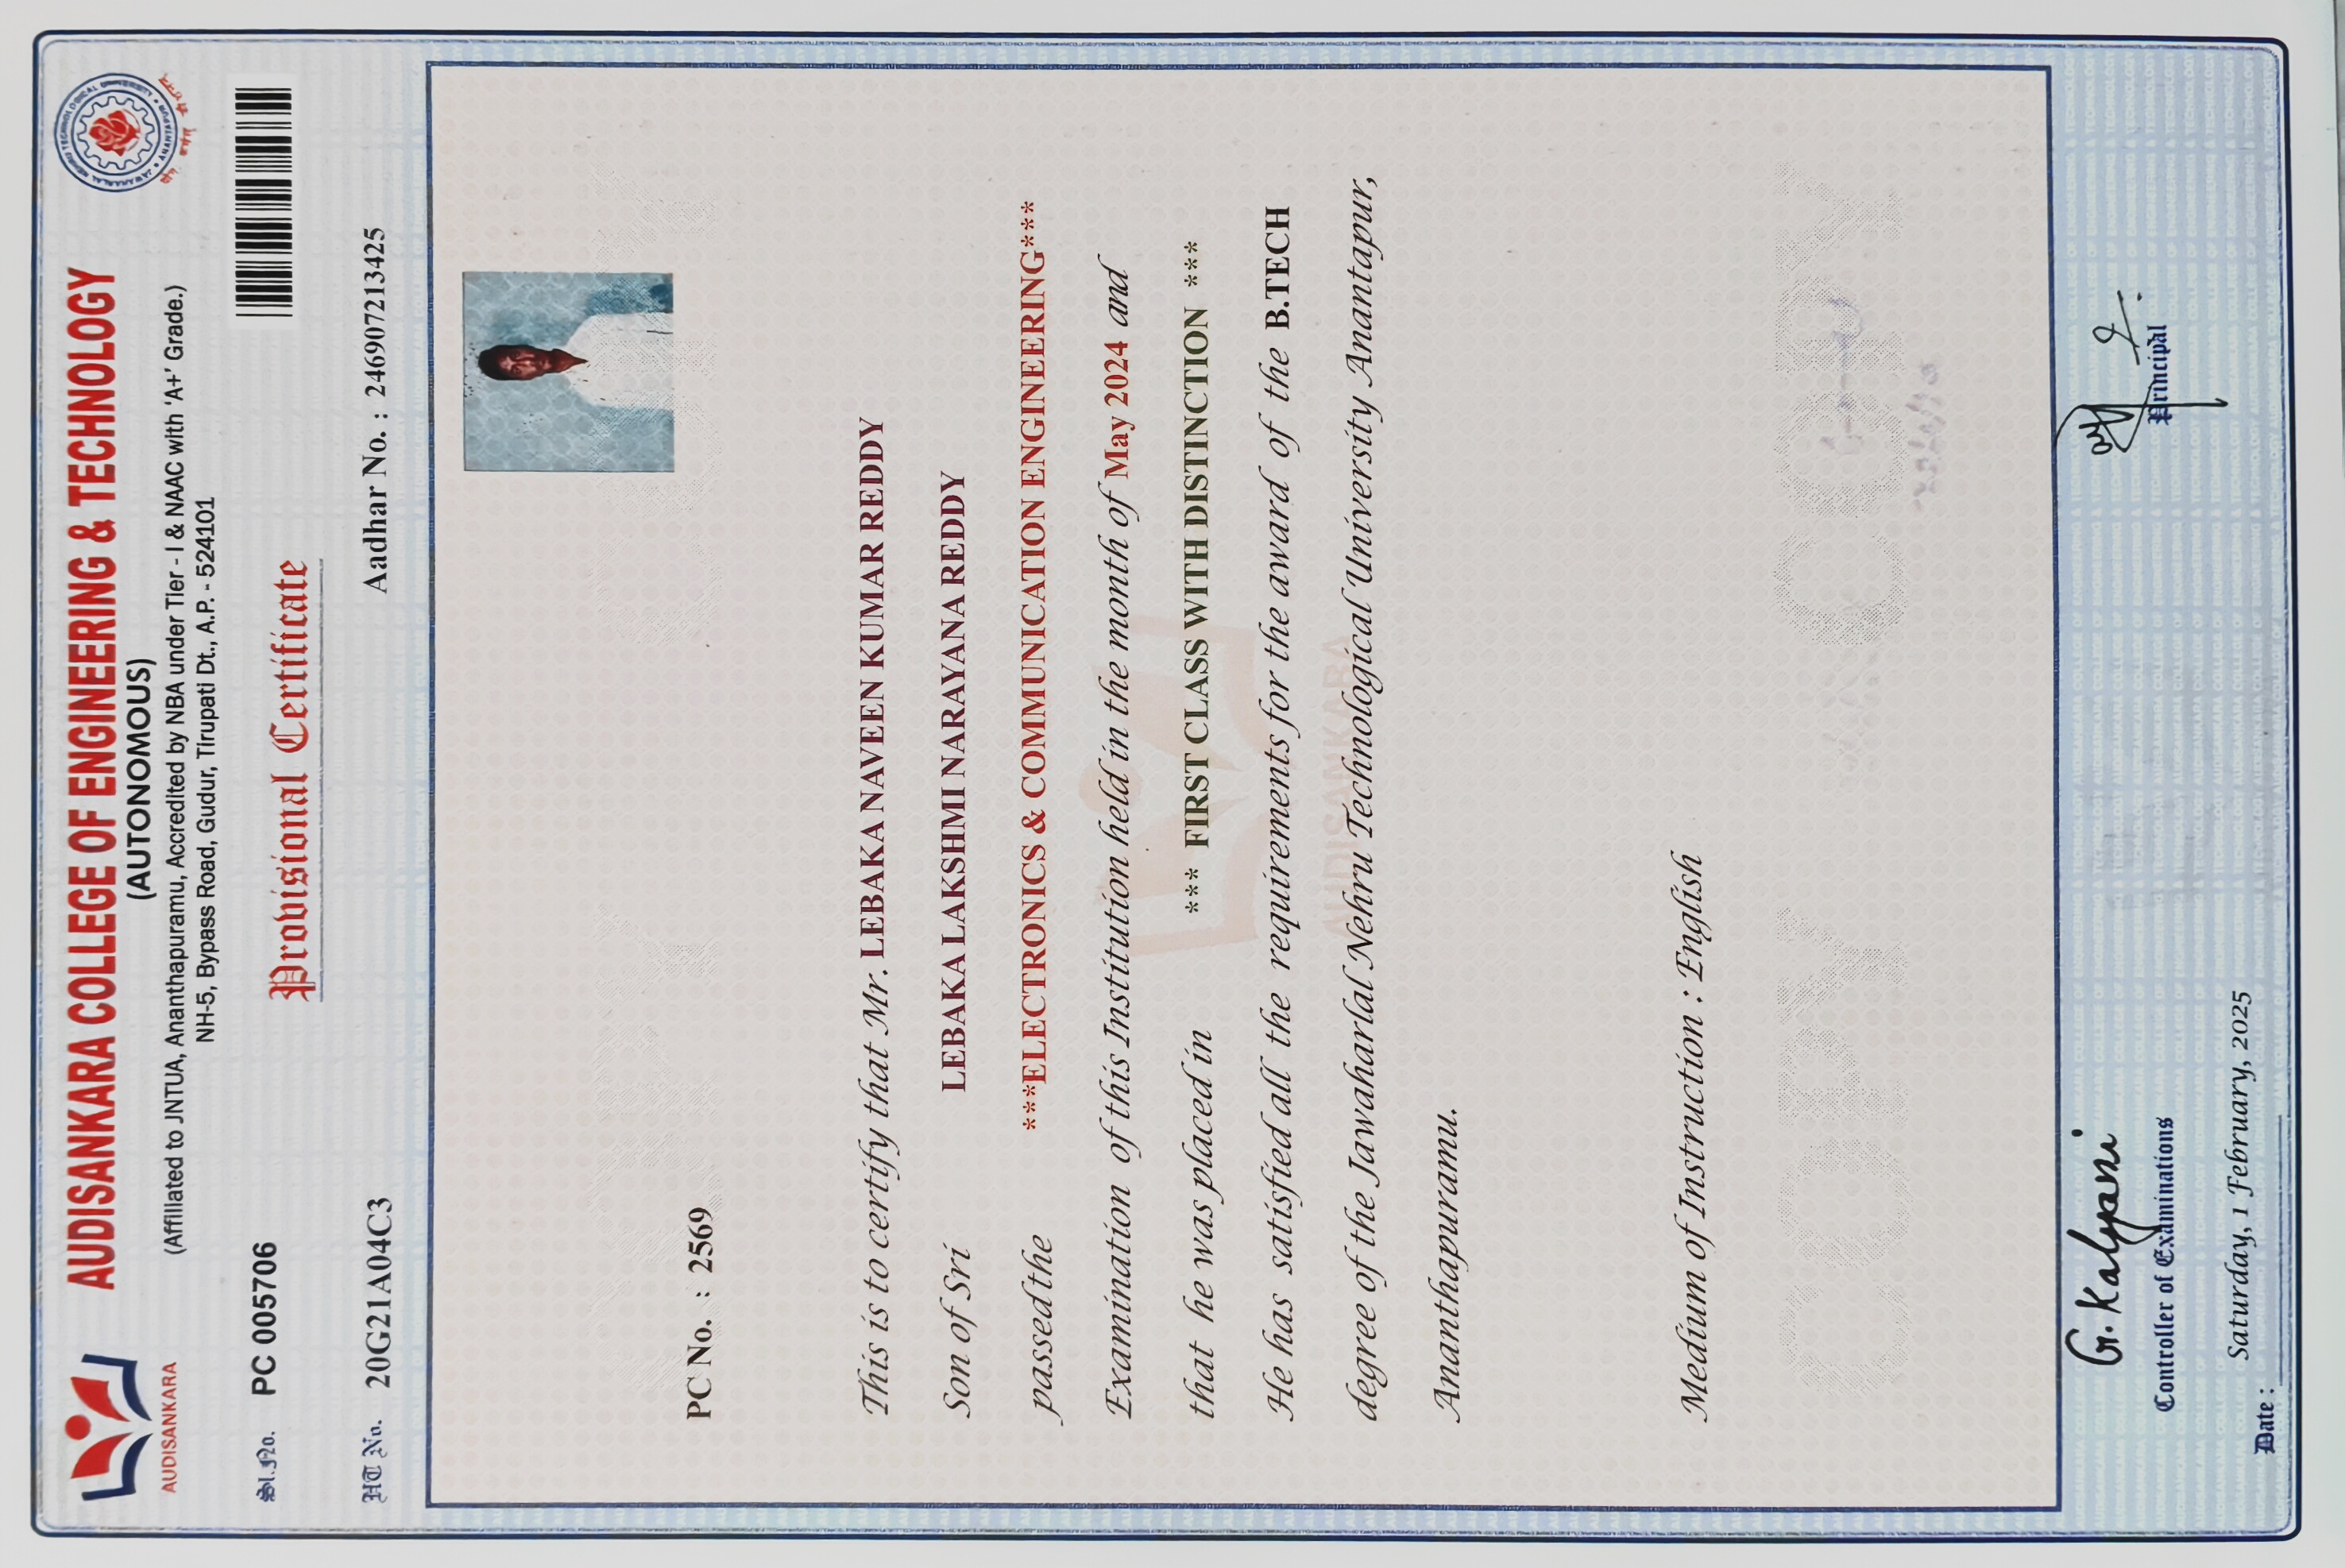 AUDISANKARA COLLEGE OF ENGINEERING & TECHNOLOGY
(AUTONOMOUS)
AUDISANKARA
(Affiliated to JNTUA, Ananthapuramu, Accredited by NBA under Tier - I & NAAC with ‘A+’ Grade.)
NH-5, Bypass Road, Gudur, Tirupati Dt., A.P. - 524101
Sl.No. PC 005706
Provisional Certificate
HT No. 20G21A04C3 Aadhar No. : 246907213425
PC No. : 2569
This is to certify that Mr. LEBAKA NAVEEN KUMAR REDDY
Son of Sri LEBAKA LAKSHMI NARAYANA REDDY
passed the ***ELECTRONICS & COMMUNICATION ENGINEERING***
Examination of this Institution held in the month of May 2024 and
that he was placed in *** FIRST CLASS WITH DISTINCTION ***
He has satisfied all the requirements for the award of the B.TECH
AUDISANKARA
degree of the Jawaharlal Nehru Technological University Anantapur,
Ananthapuramu.
Medium of Instruction : English
COPY COPY
G. Kalyani
Controller of Examinations Principal
Saturday, 1 February, 2025
Date :